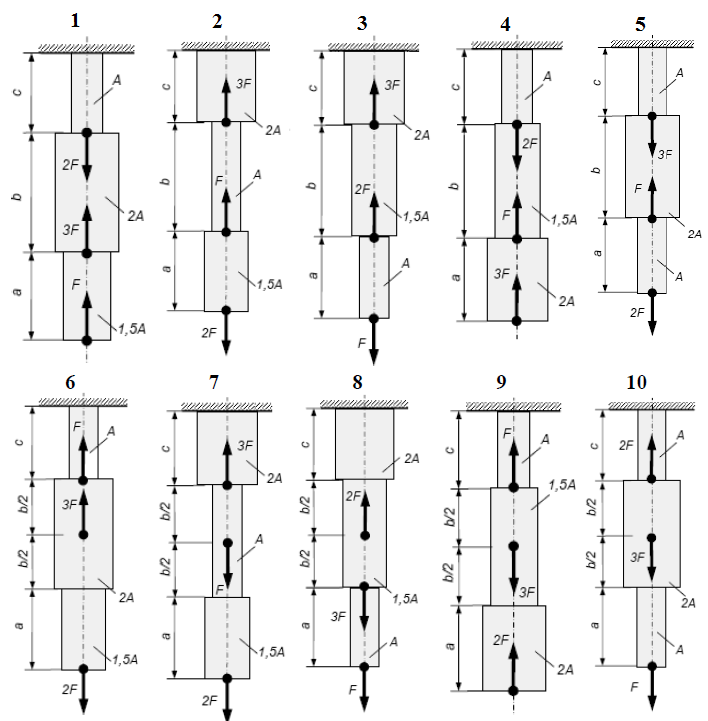 1 2 3 4 5
c A 2F b 2A 3F a F 1,5A
c 3F 2A b F A a 1,5A 2F
c 3F 2A b 2F 1,5A a A F
c A 2F b F 1,5A a 3F 2A
c A 3F b F 2A a A 2F
6 7 8 9 10
c F A b/2 3F b/2 2A a 1,5A 2F
c 3F 2A b/2 b/2 A F a 1,5A 2F
c 2A b/2 2F b/2 1,5A 3F a A F
c F A 1,5A b/2 b/2 3F a 2F 2A
c 2F A b/2 b/2 3F 2A a A F